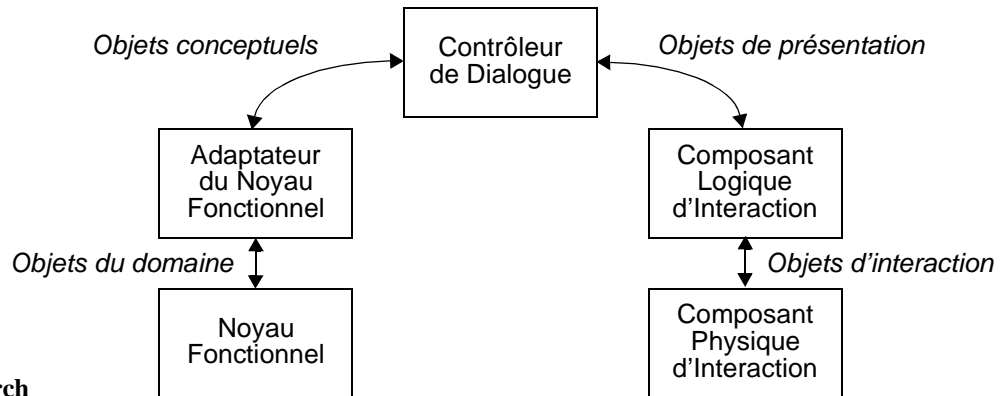 Objets conceptuels
Contrôleur
de Dialogue
Objets de présentation
Adaptateur
du Noyau
Fonctionnel
Composant
Logique
d'Interaction
Objets du domaine
Objets d'interaction
Noyau
Fonctionnel
Composant
Physique
d'Interaction
rch